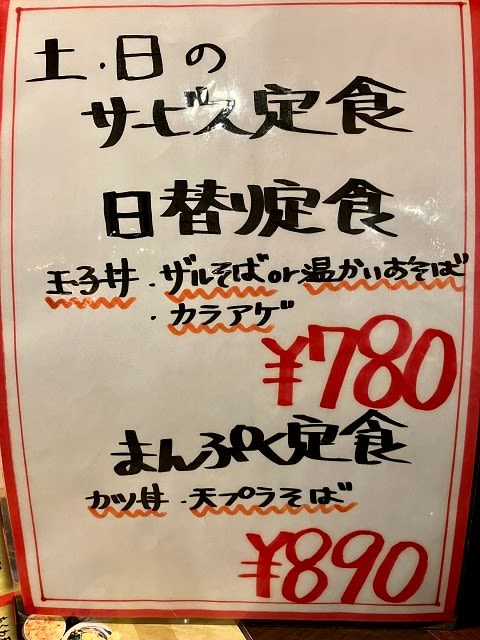 土・日の
サービス定食
日替り定食
玉子丼・ザルそばor温かいおそば
・カラアゲ
¥780
まんぷく定食
カツ丼・天プラそば
¥890